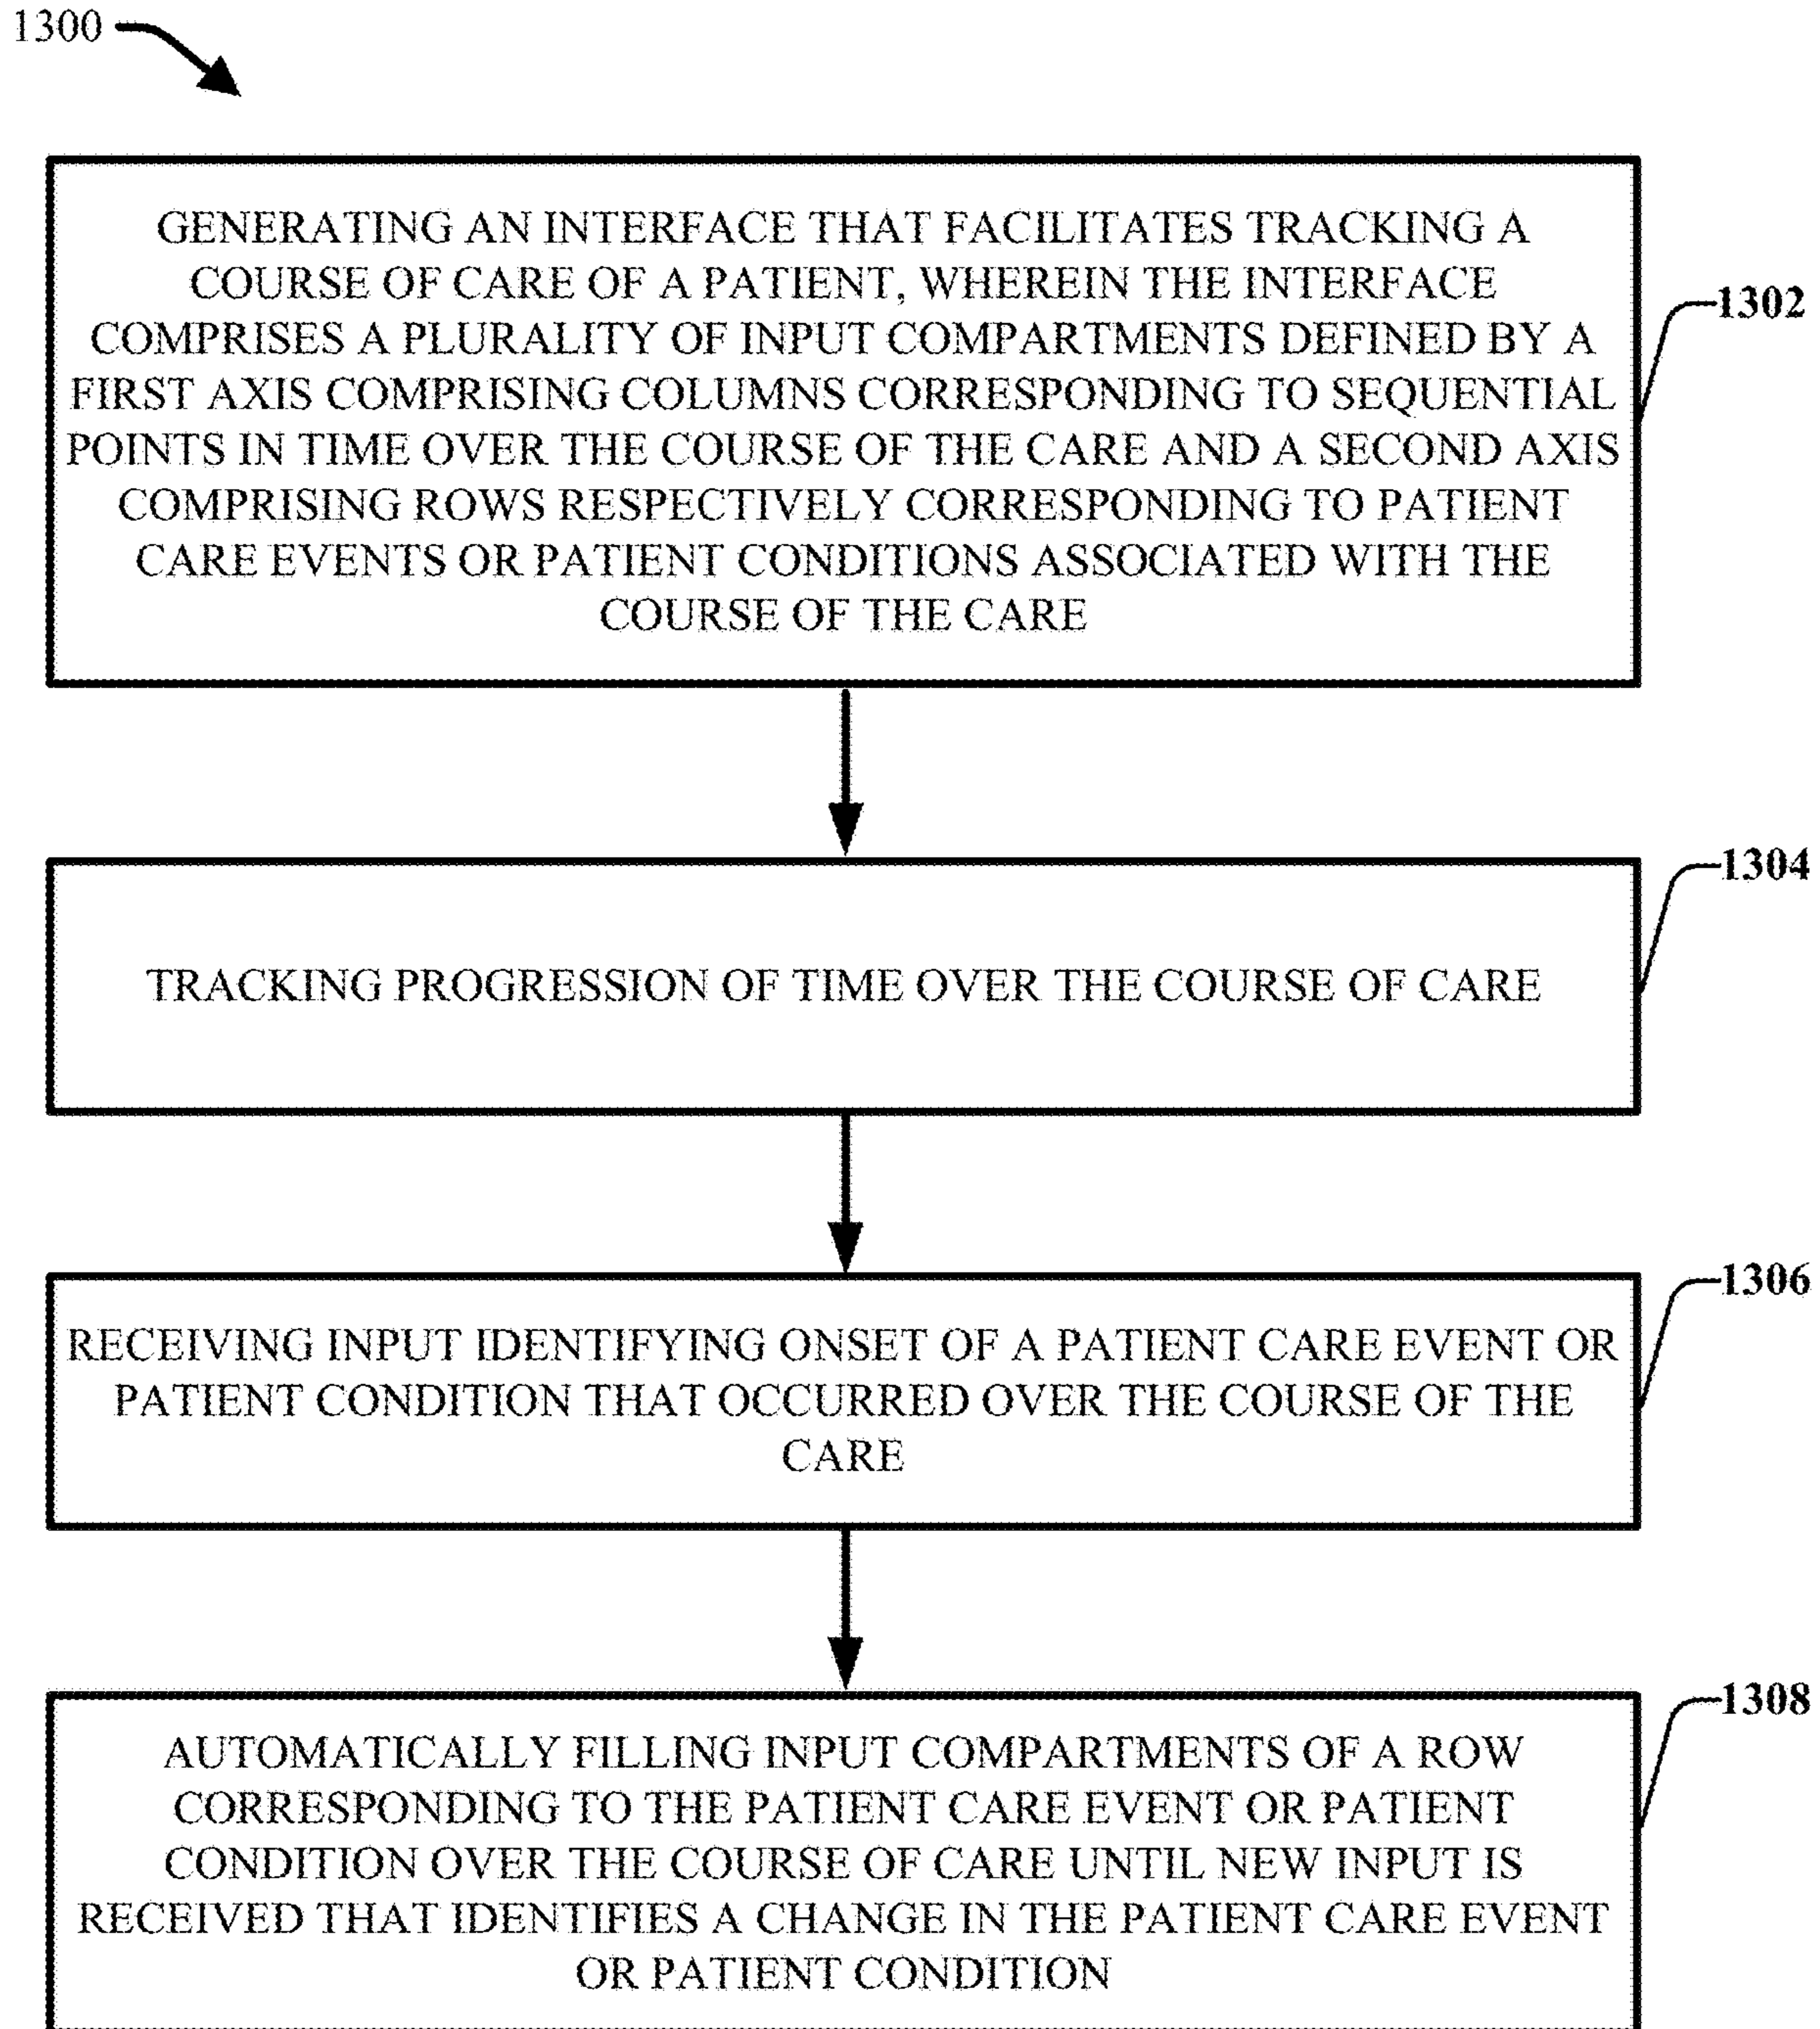 1300
GENERATING AN INTERFACE THAT FACILITATES TRACKING A
COURSE OF CARE OF A PATIENT, WHEREIN THE INTERFACE
COMPRISES A PLURALITY OF INPUT COMPARTMENTS DEFINED BY A
FIRST AXIS COMPRISING COLUMNS CORRESPONDING TO SEQUENTIAL
POINTS IN TIME OVER THE COURSE OF THE CARE AND A SECOND AXIS
COMPRISING ROWS RESPECTIVELY CORRESPONDING TO PATIENT
CARE EVENTS OR PATIENT CONDITIONS ASSOCIATED WITH THE
COURSE OF THE CARE
1302
TRACKING PROGRESSION OF TIME OVER THE COURSE OF CARE
1304
RECEIVING INPUT IDENTIFYING ONSET OF A PATIENT CARE EVENT OR
PATIENT CONDITION THAT OCCURRED OVER THE COURSE OF THE
CARE
1306
AUTOMATICALLY FILLING INPUT COMPARTMENTS OF A ROW
CORRESPONDING TO THE PATIENT CARE EVENT OR PATIENT
CONDITION OVER THE COURSE OF CARE UNTIL NEW INPUT IS
RECEIVED THAT IDENTIFIES A CHANGE IN THE PATIENT CARE EVENT
OR PATIENT CONDITION
1308